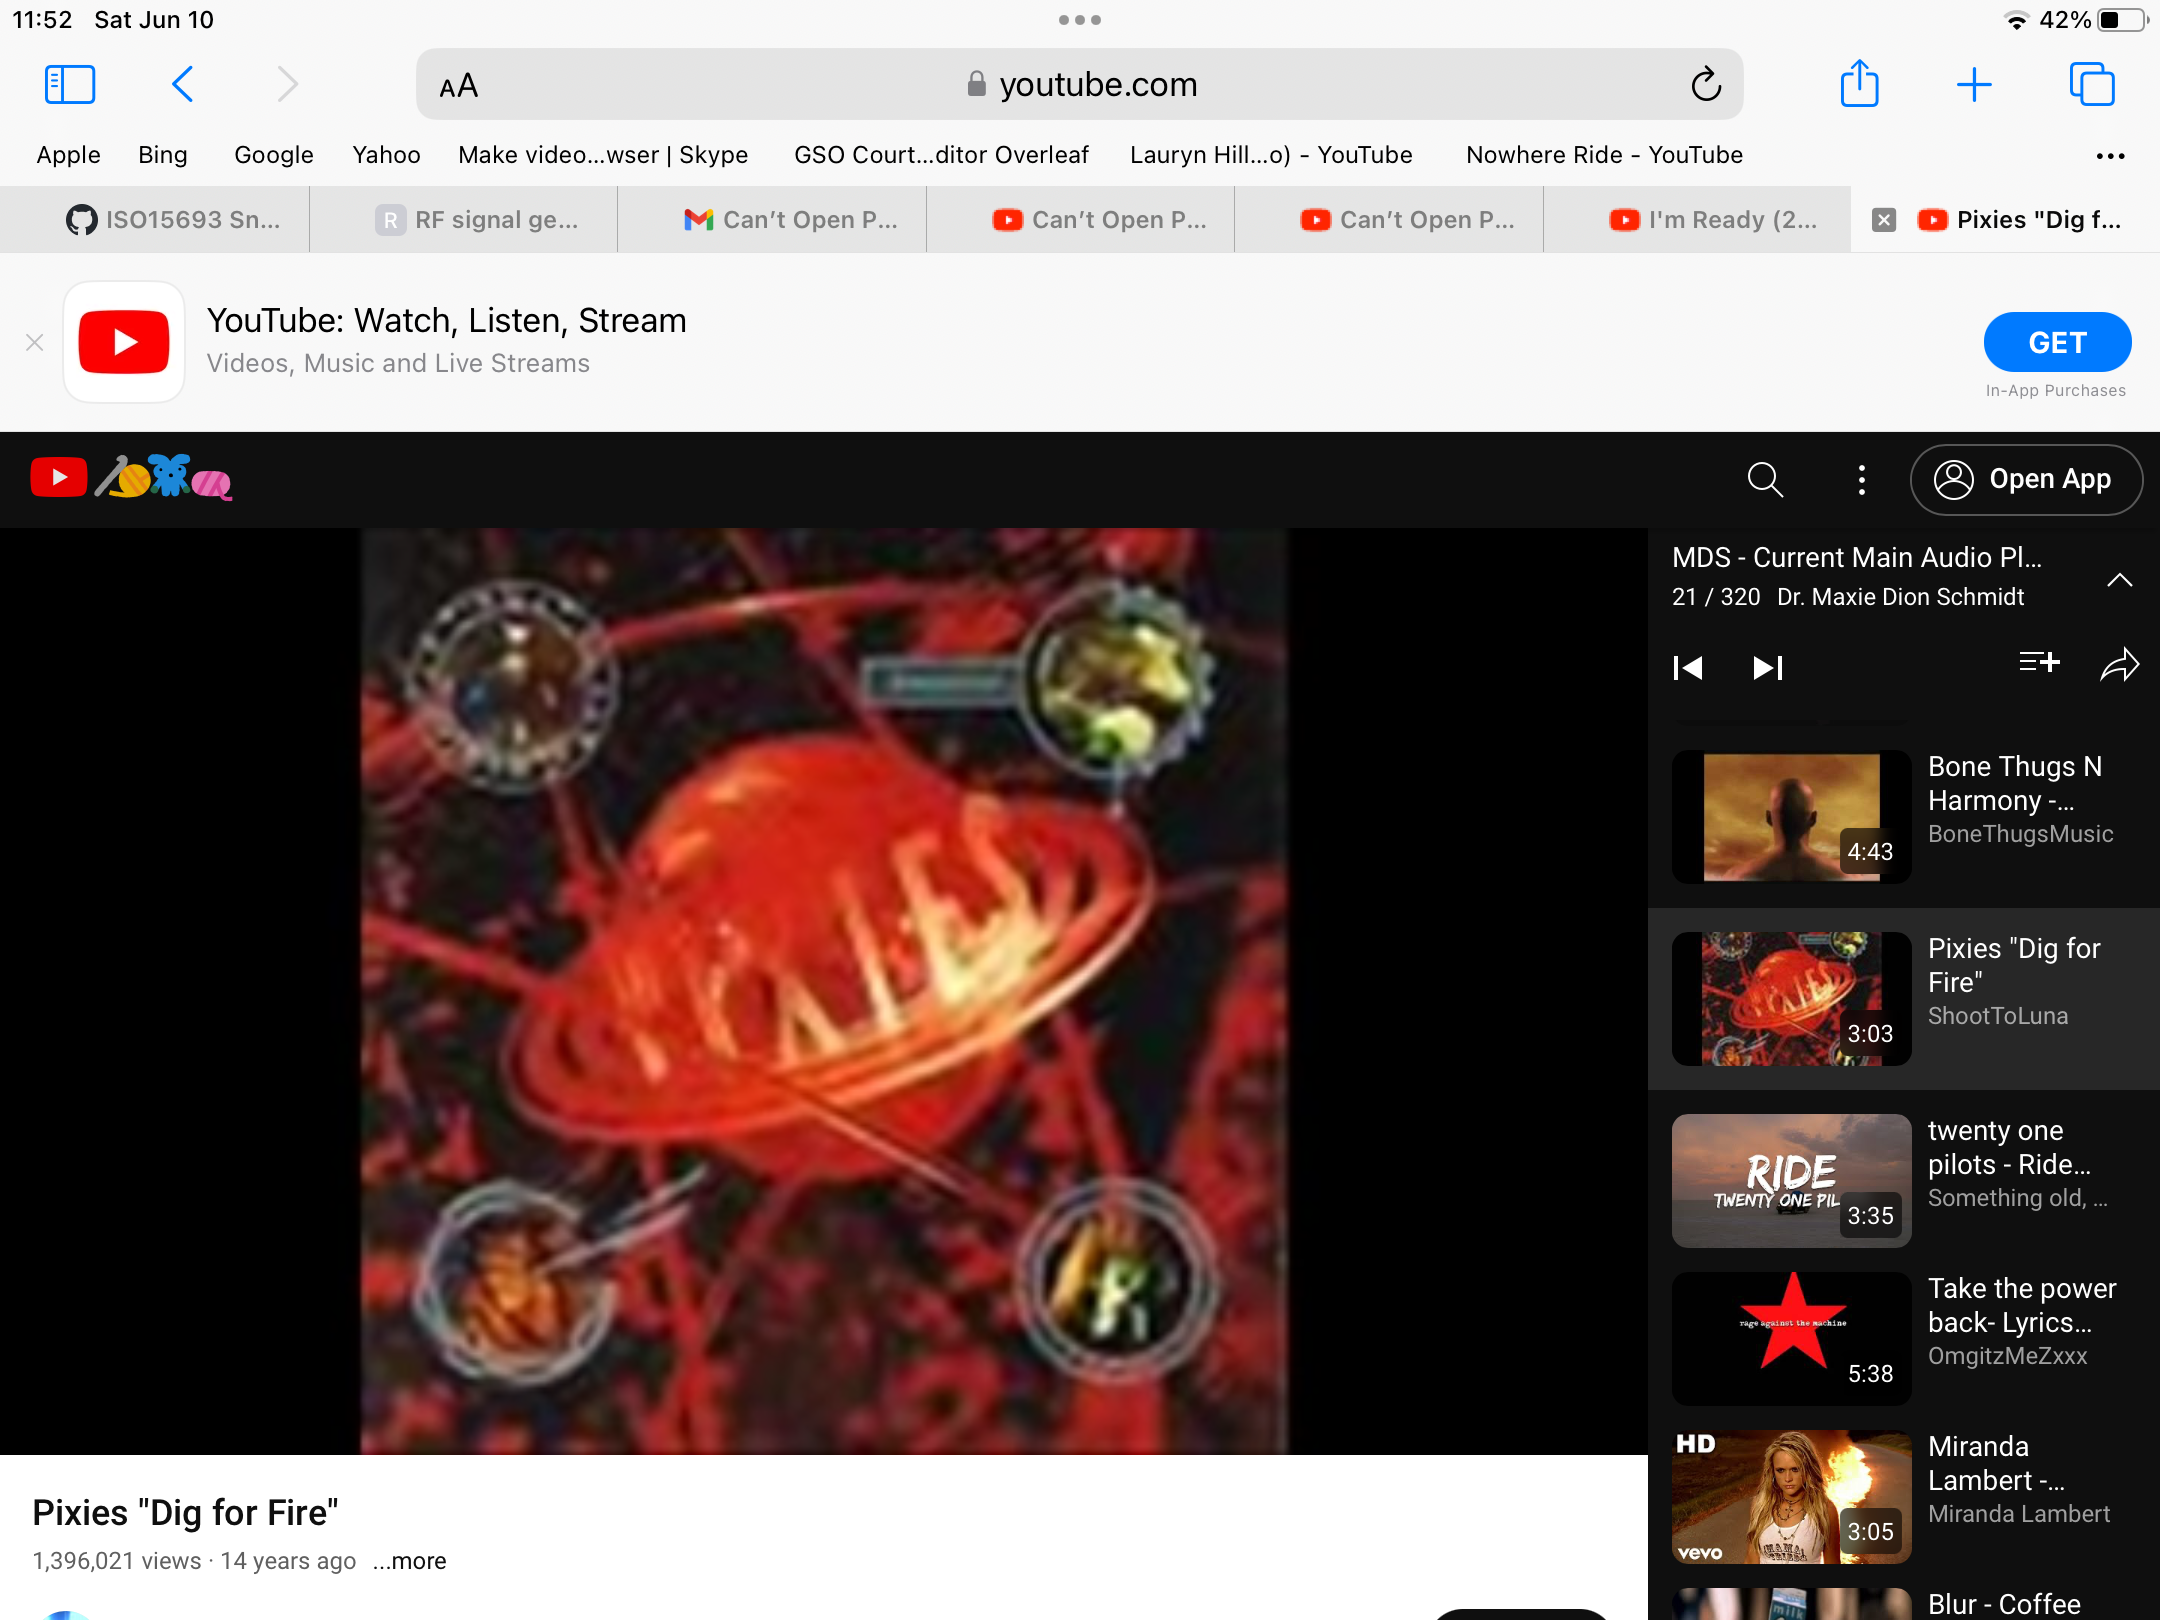 11:52 Sat Jun 10
42%
AA
youtube.com
Apple Bing Google Yahoo Make video...wser | Skype GSO Court...ditor Overleaf Lauryn Hill...o) - YouTube Nowhere Ride - YouTube
ISO15693 Sn... R RF signal ge... Can't Open P... Can't Open P... Can't Open P... I'm Ready (2... Pixies "Dig f...
YouTube: Watch, Listen, Stream
Videos, Music and Live Streams
GET
In-App Purchases
Open App
PIXIES
MDS - Current Main Audio Pl...
21 / 320 Dr. Maxie Dion Schmidt
Bone Thugs N
Harmony -...
BoneThugsMusic
4:43
Pixies "Dig for
Fire"
ShootToLuna
PIXIES
3:03
twenty one
pilots - Ride...
Something old, ...
RIDE
TWENTY ONE PIL
3:35
Take the power
back- Lyrics...
OmgitzMeZxxx
rage against the machine
5:38
Miranda
Lambert -...
Miranda Lambert
HD
vevo
3:05
Blur - Coffee
milk
Pixies "Dig for Fire"
1,396,021 views · 14 years ago ...more